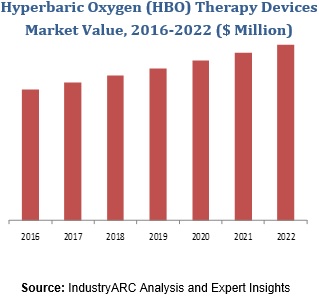 Hyperbaric Oxygen (HBO) Therapy Devices
Market Value, 2016-2022 ($ Million)
2016 2017 2018 2019 2020 2021 2022
Source: IndustryARC Analysis and Expert Insights